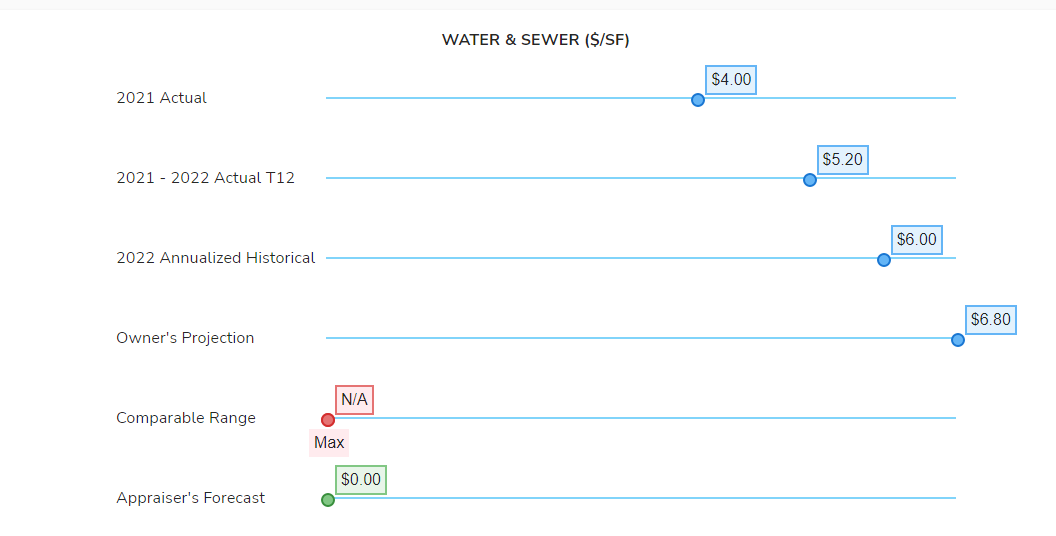 WATER & SEWER ($/SF)
2021 Actual
$4.00
2021 - 2022 Actual T12
$5.20
2022 Annualized Historical
$6.00
Owner's Projection
$6.80
Comparable Range
N/A
Max
Appraiser's Forecast
$0.00